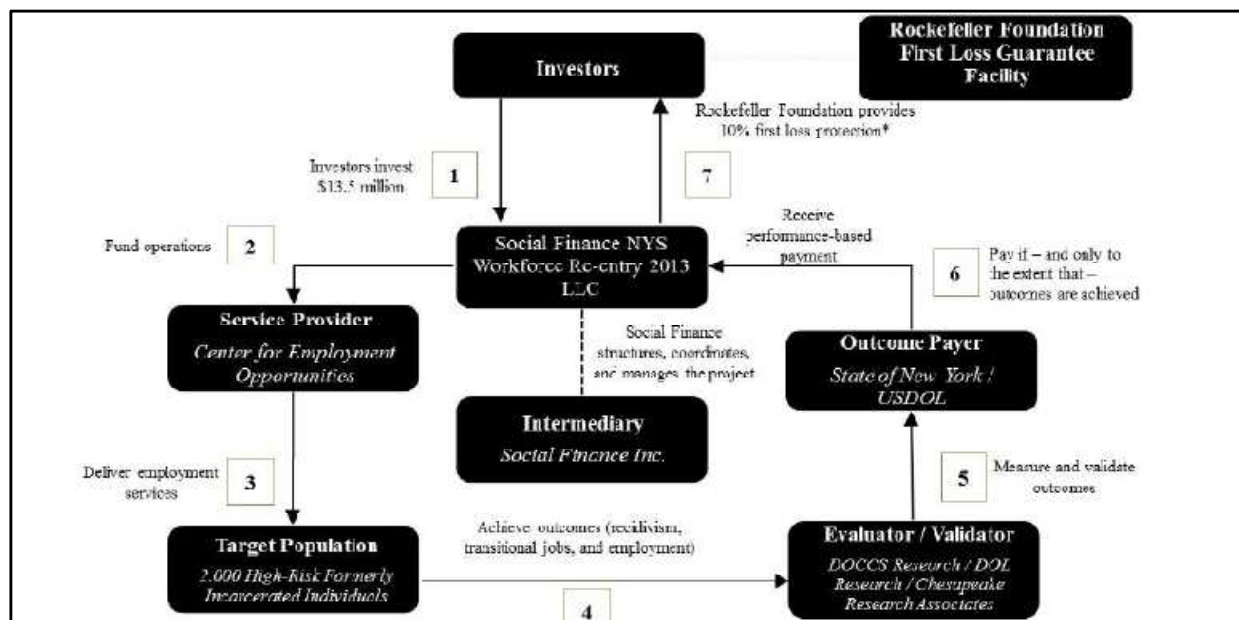 Investors
Rockefeller Foundation
First Loss Guarantee
Facility
Rockefeller Foundation provides
10% first loss protection*
Investors invest
$13.5 million
1
7
Fund operations
2
Social Finance NYS
Workforce Re-entry 2013
LLC
Receive
performance-based
payment
6
Pay if – and only to
the extent that –
outcomes are achieved
Service Provider
Center for Employment
Opportunities
Social Finance
structures, coordinates,
and manages the project
Outcome Payer
State of New York /
USDOL
Intermediary
Social Finance Inc.
Deliver employment
services
3
5
Measure and validate
outcomes
Target Population
2,000 High-Risk Formerly
Incarcerated Individuals
Achieve outcomes (recidivism,
transitional jobs, and employment)
4
Evaluator / Validator
DOCCS Research / DOL
Research / Chesapeake
Research Associates